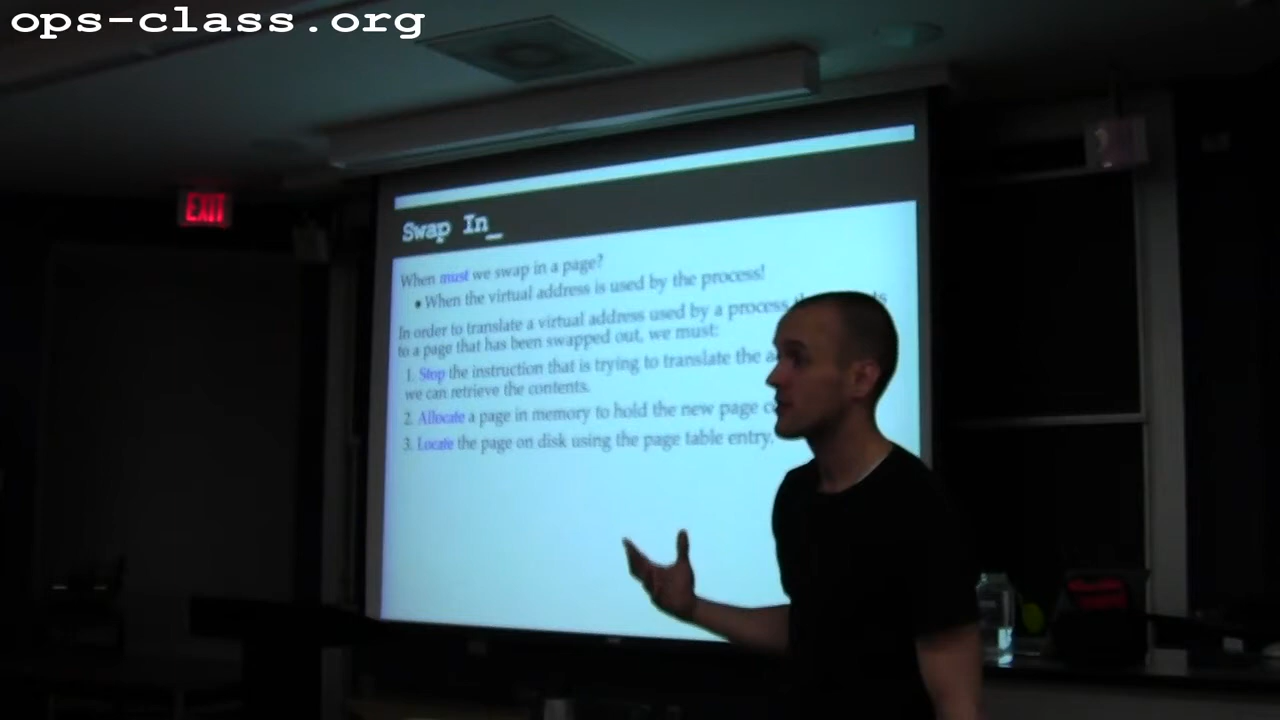 ops-class.org
EXIT
Swap In_
When must we swap in a page?
• When the virtual address is used by the process!
In order to translate a virtual address used by a process
to a page that has been swapped out, we must:
1. Stop the instruction that is trying to translate the
we can retrieve the contents.
2. Allocate a page in memory to hold the new page
3. Locate the page on disk using the page table entry.